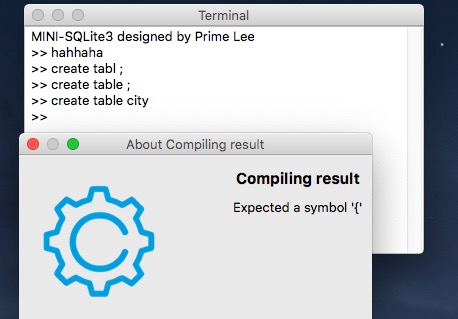 Terminal
MINI-SQLite3 designed by Prime Lee
>> hahhaha
>> create tabl ;
>> create table ;
>> create table city
>>
About Compiling result
Compiling result
Expected a symbol '{'